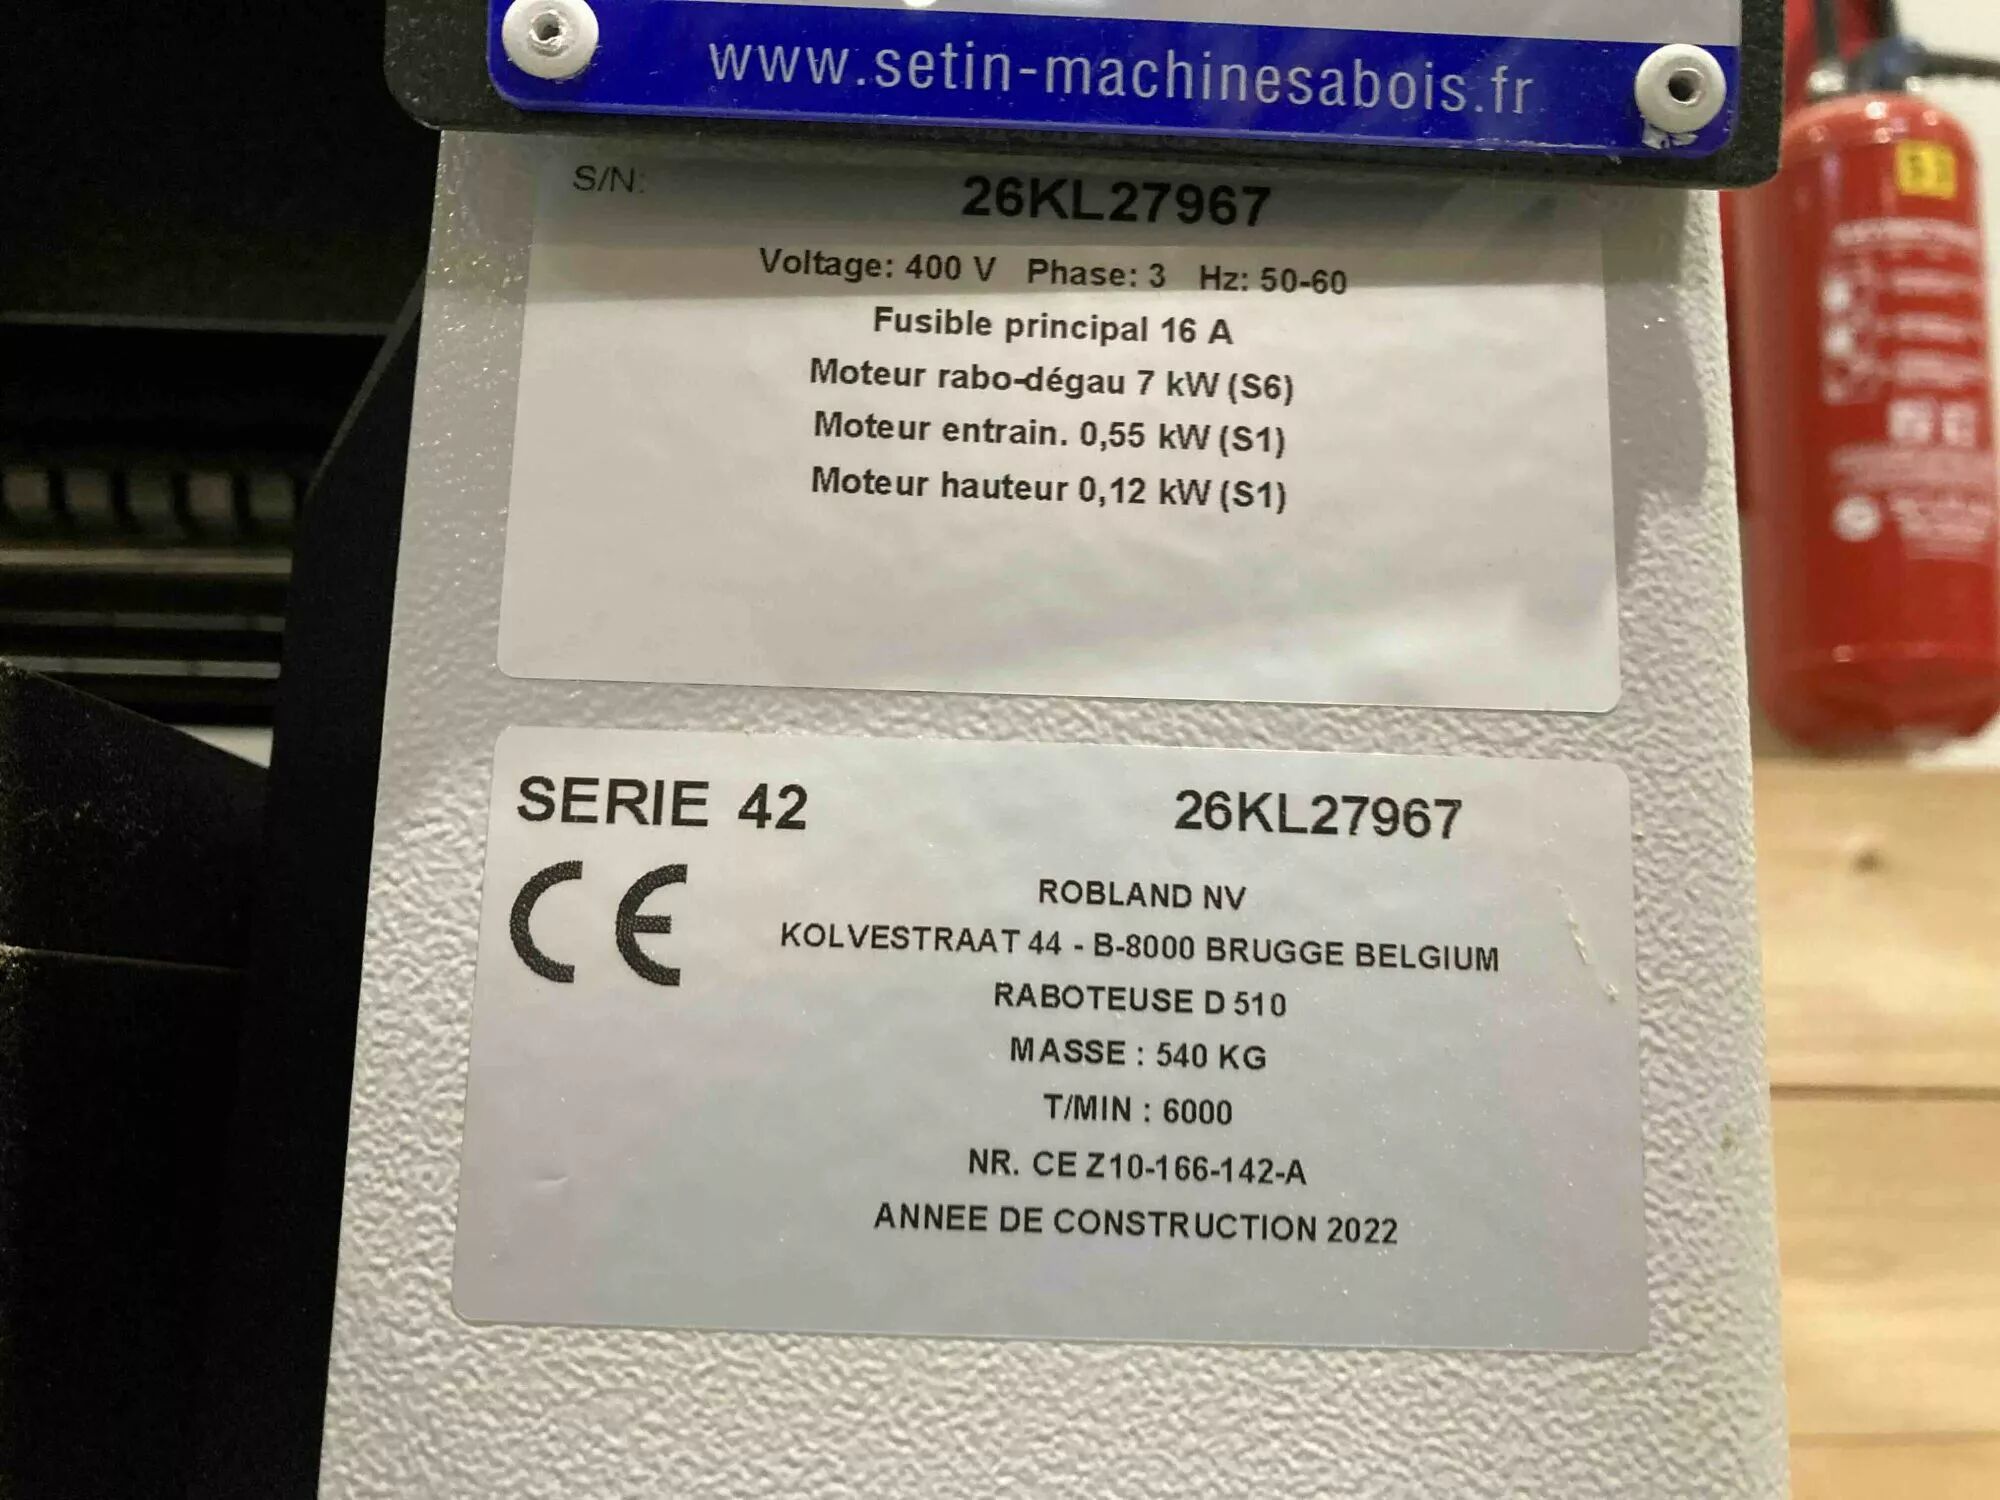 www.setin-machinesabois.fr
S/N: 26KL27967
Voltage: 400 V Phase: 3 Hz: 50-60
Fusible principal 16 A
Moteur rabo-dégau 7 kW (S6)
Moteur entrain. 0,55 kW (S1)
Moteur hauteur 0,12 kW (S1)
SERIE 42 26KL27967
CE
ROBLAND NV
KOLVESTRAAT 44 - B-8000 BRUGGE BELGIUM
RABOTEUSE D 510
MASSE : 540 KG
T/MIN : 6000
NR. CE Z10-166-142-A
ANNEE DE CONSTRUCTION 2022